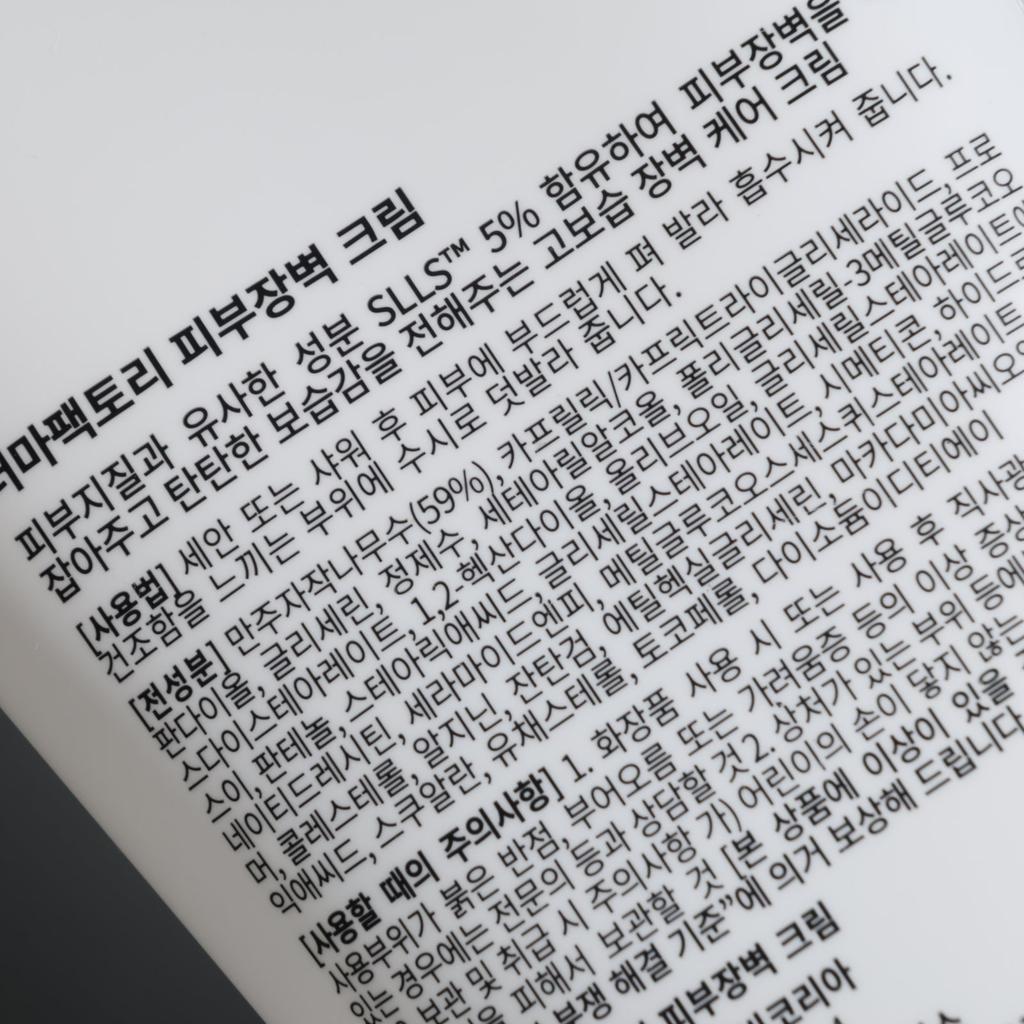 더마팩토리 피부장벽 크림
피부지질과 유사한 성분 SLLS™ 5% 함유하여 피부장벽을
잡아주고 탄탄한 보습감을 전해주는 고보습 장벽 케어 크림
[사용법] 세안 또는 샤워 후 피부에 부드럽게 펴 발라 흡수시켜 줍니다.
건조함을 느끼는 부위에 수시로 덧발라 줍니다.
[전성분] 만주자작나무수(59%), 카프릴릭/카프릭트라이글리세라이드, 프로
판다이올, 글리세린, 정제수, 세테아릴알코올, 폴리글리세릴-3메틸글루코오
스다이스테아레이트, 1,2-헥산다이올, 올리브오일, 글리세릴스테아레이트
스이, 판테놀, 스테아릭애씨드, 글리세릴스테아레이트, 시메티콘, 하이드
네이티드레시틴, 세라마이드엔피, 메틸글루코오스세스퀴스테아레이트
며, 콜레스테롤, 알지닌, 잔탄검, 에틸헥실글리세린, 마카다미아씨오
익애씨드, 스쿠알란, 유채스테롤, 토코페롤, 다이소듐이디티에이
[사용할 때의 주의사항] 1. 화장품 사용 시 또는 사용 후 직사광
사용부위가 붉은 반점, 부어오름 또는 가려움증 등의 이상 증상
있는 경우에는 전문의 등과 상담할 것 2. 상처가 있는 부위 등에
보관 및 취급 시 주의사항 가) 어린이의 손이 닿지 않는
피해서 보관할 것 [본 상품에 이상이 있을
분쟁 해결 기준”에 의거 보상해 드립니다
피부장벽 크림
코리아